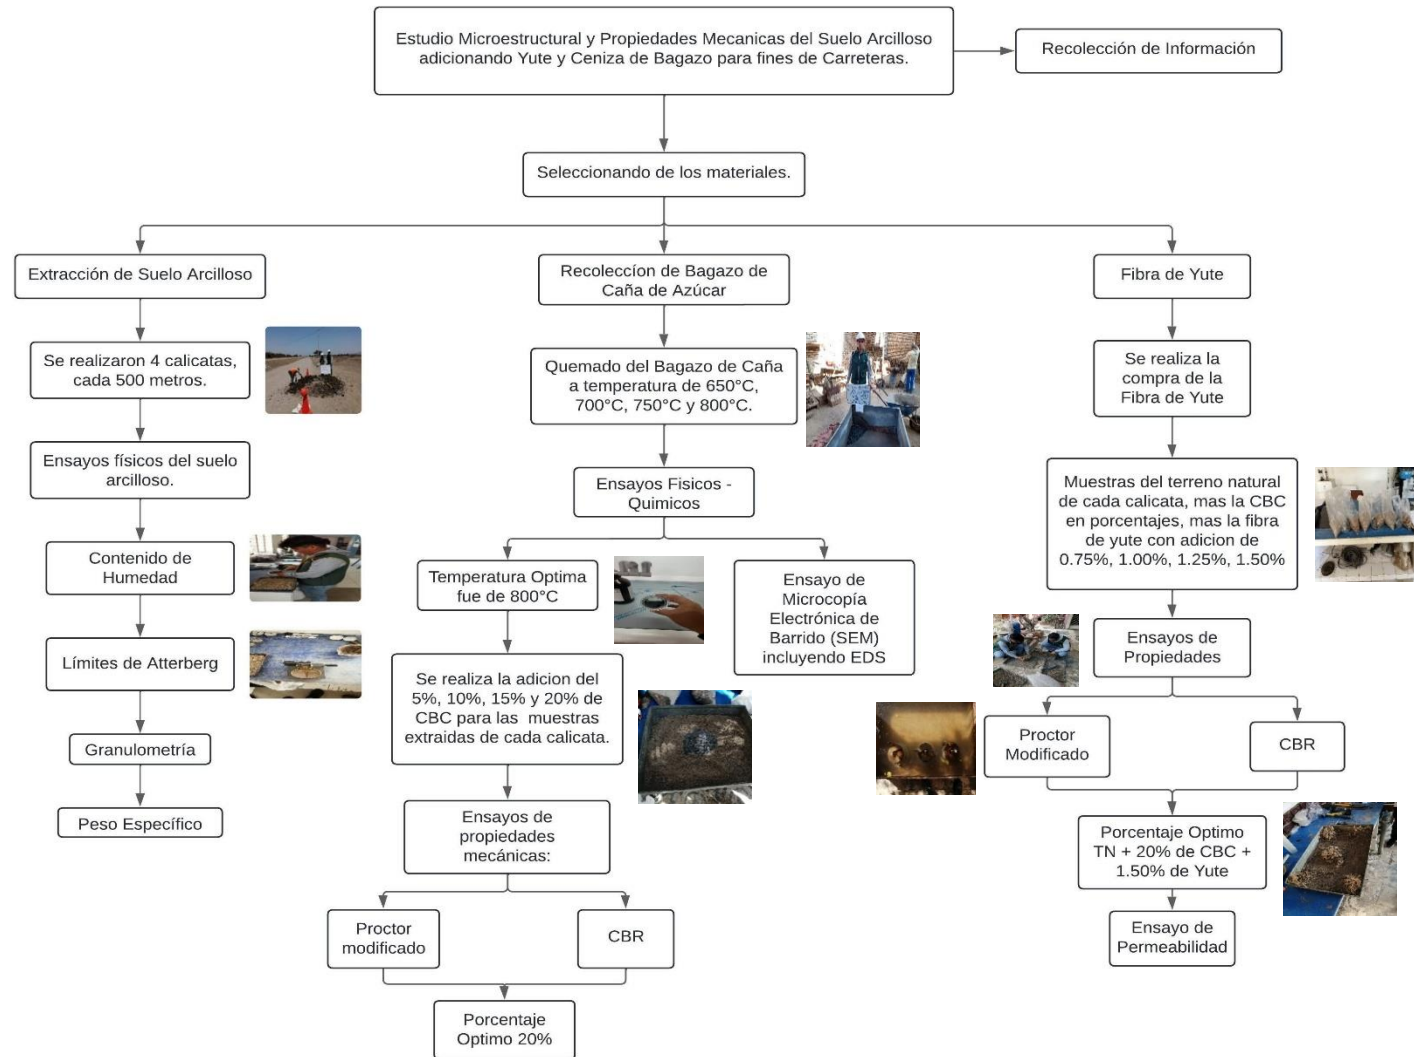 Estudio Microestructural y Propiedades Mecanicas del Suelo Arcilloso
adicionando Yute y Ceniza de Bagazo para fines de Carreteras.
Recolección de Información
Seleccionando de los materiales.
Extracción de Suelo Arcilloso
Se realizaron 4 calicatas,
cada 500 metros.
Ensayos físicos del suelo
arcilloso.
Contenido de
Humedad
Límites de Atterberg
Granulometría
Peso Específico
Recoleccíon de Bagazo de
Caña de Azúcar
Quemado del Bagazo de Caña
a temperatura de 650°C,
700°C, 750°C y 800°C.
Ensayos Fisicos -
Quimicos
Temperatura Optima
fue de 800°C
Se realiza la adicion del
5%, 10%, 15% y 20% de
CBC para las muestras
extraidas de cada calicata.
Ensayos de
propiedades
mecánicas:
Proctor
modificado
CBR
Porcentaje
Optimo 20%
Ensayo de
Microcopía
Electrónica de
Barrido (SEM)
incluyendo EDS
Fibra de Yute
Se realiza la
compra de la
Fibra de Yute
Muestras del terreno natural
de cada calicata, mas la CBC
en porcentajes, mas la fibra
de yute con adicion de
0.75%, 1.00%, 1.25%, 1.50%
Ensayos de
Propiedades
Proctor
Modificado
CBR
Porcentaje Optimo
TN + 20% de CBC +
1.50% de Yute
Ensayo de
Permeabilidad